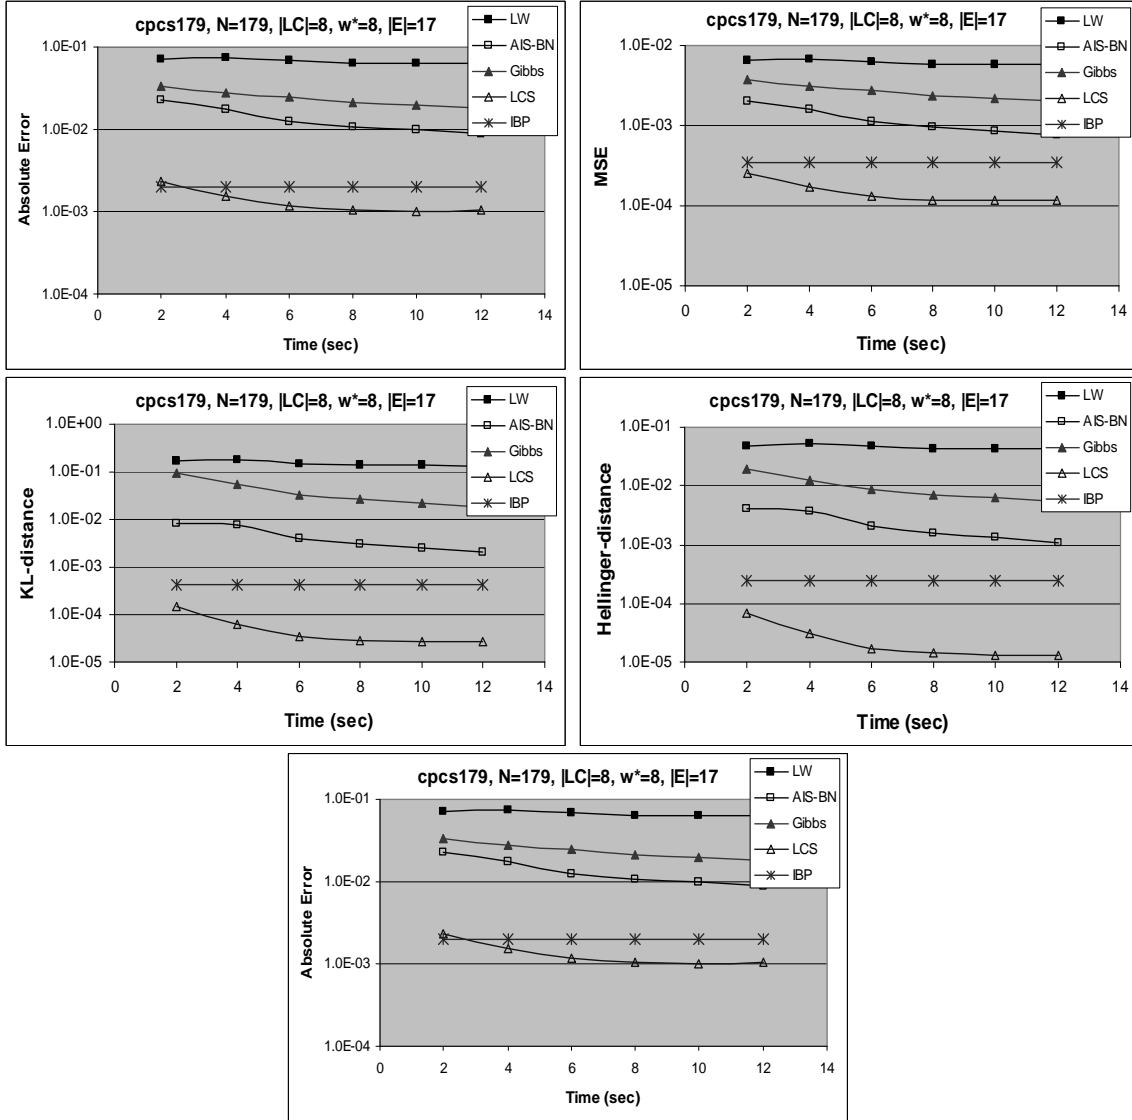 cpcs179, N=179, |LC|=8, w*=8, |E|=17
LW
AIS-BN
Gibbs
LCS
IBP
1.0E-01
1.0E-02
1.0E-03
1.0E-04
Absolute Error
0 2 4 6 8 10 12 14
Time (sec)
cpcs179, N=179, |LC|=8, w*=8, |E|=17
LW
AIS-BN
Gibbs
LCS
IBP
1.0E-02
1.0E-03
1.0E-04
1.0E-05
MSE
0 2 4 6 8 10 12 14
Time (sec)
cpcs179, N=179, |LC|=8, w*=8, |E|=17
LW
AIS-BN
Gibbs
LCS
IBP
1.0E+00
1.0E-01
1.0E-02
1.0E-03
1.0E-04
1.0E-05
KL-distance
0 2 4 6 8 10 12 14
Time (sec)
cpcs179, N=179, |LC|=8, w*=8, |E|=17
LW
AIS-BN
Gibbs
LCS
IBP
1.0E-01
1.0E-02
1.0E-03
1.0E-04
1.0E-05
Hellinger-distance
0 2 4 6 8 10 12 14
Time (sec)
cpcs179, N=179, |LC|=8, w*=8, |E|=17
LW
AIS-BN
Gibbs
LCS
IBP
1.0E-01
1.0E-02
1.0E-03
1.0E-04
Absolute Error
0 2 4 6 8 10 12 14
Time (sec)